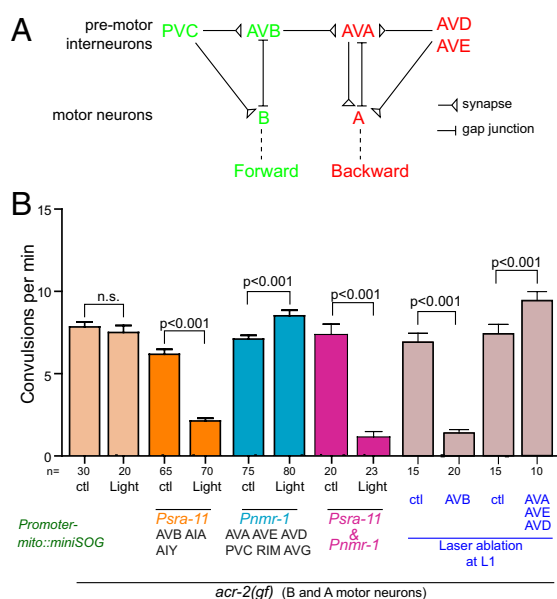 A
pre-motor
interneurons
PVC AVB AVA AVD
AVE
motor neurons
B A
synapse
gap junction
Forward Backward
B
Convulsions per min
15
10
5
0
n.s.
p<0.001
p<0.001
p<0.001
p<0.001
p<0.001
n= 30 20 65 70 75 80 20 23 15 20 15 10
ctl Light ctl Light ctl Light ctl Light ctl AVB ctl AVA
AVE
AVD
Promoter-
mito::miniSOG
Psra-11
AVB AIA
AIY
Pnmr-1
AVA AVE AVD
PVC RIM AVG
Psra-11
&
Pnmr-1
Laser ablation
at L1
acr-2(gf) (B and A motor neurons)